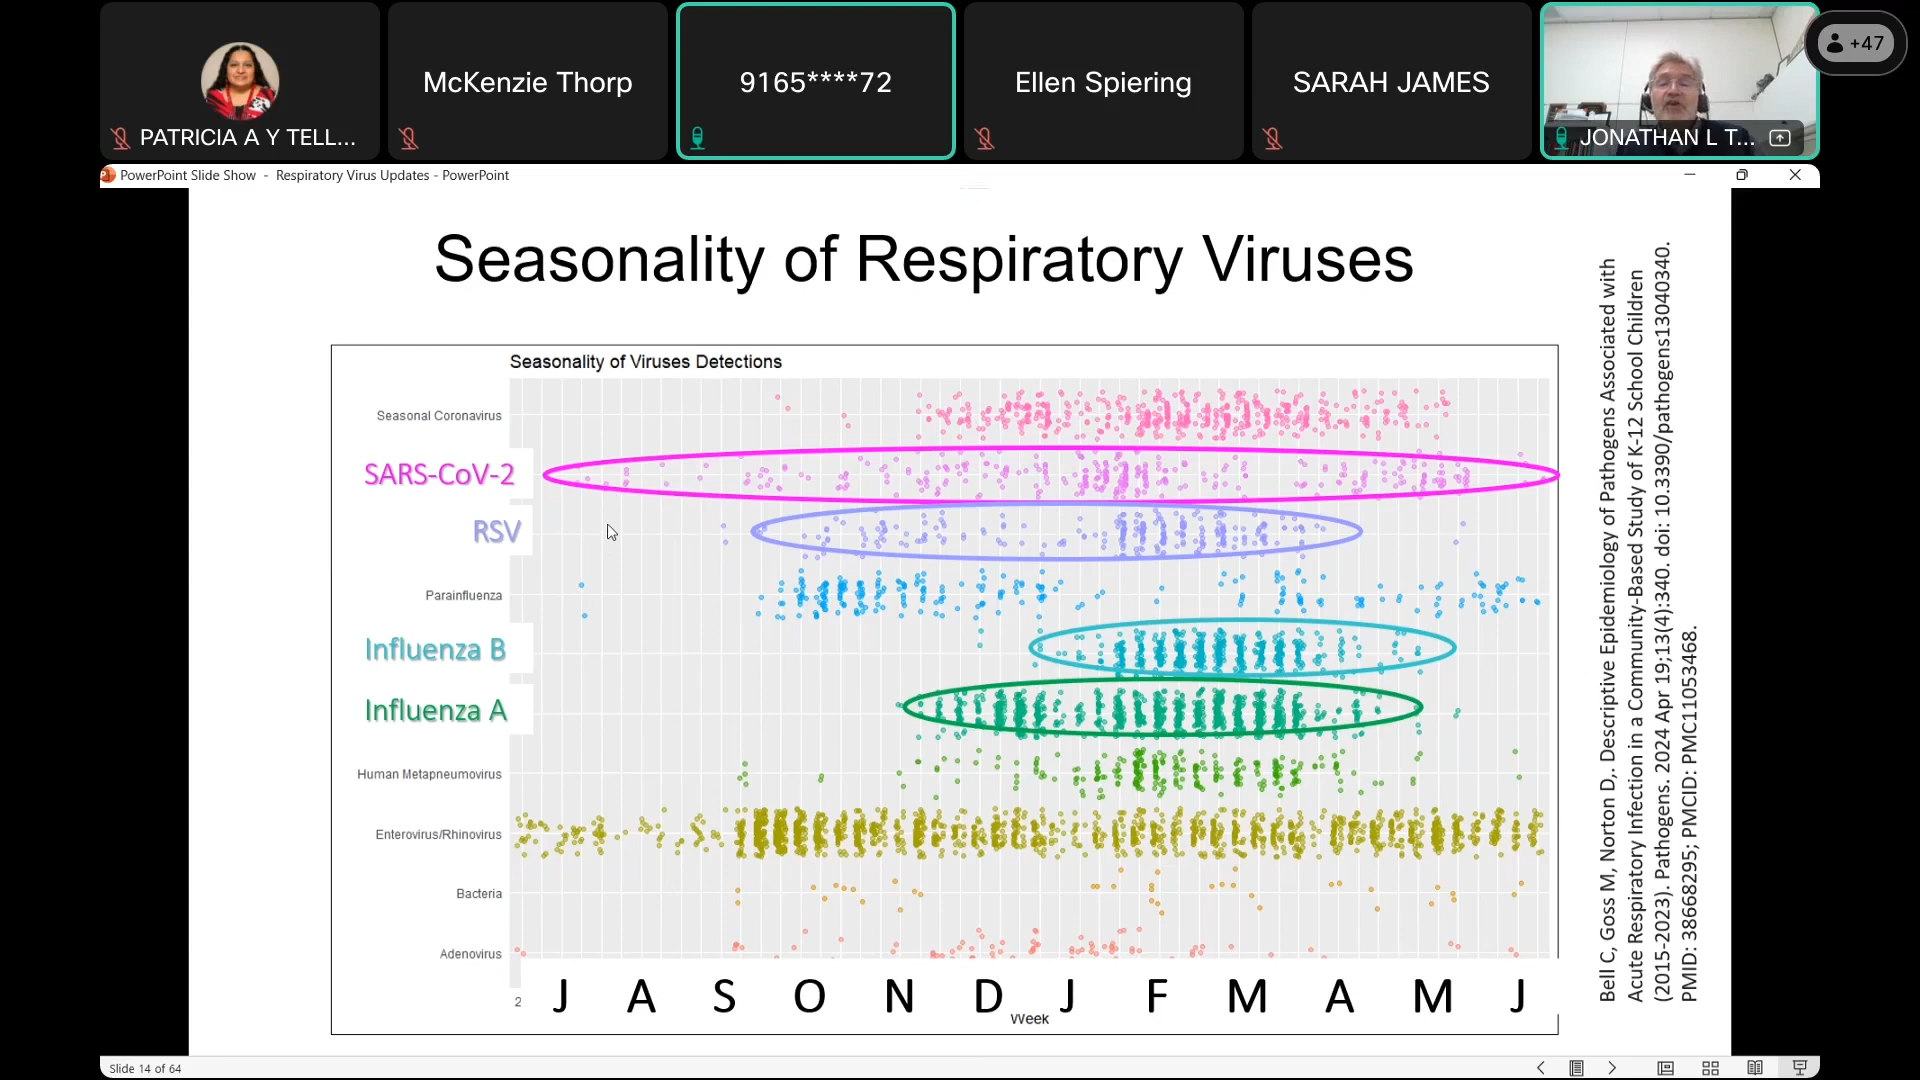 +47
McKenzie Thorp
9165****72
Ellen Spiering
SARAH JAMES
PATRICIA A Y TELL...
JONATHAN L T...
PowerPoint Slide Show - Respiratory Virus Updates - PowerPoint
Seasonality of Respiratory Viruses
Seasonality of Viruses Detections
Seasonal Coronavirus
SARS-CoV-2
RSV
Parainfluenza
Influenza B
Influenza A
Human Metapneumovirus
Enterovirus/Rhinovirus
Bacteria
Adenovirus
2
J A S O N D J F M A M J
Week
Bell C, Goss M, Norton D,. Descriptive Epidemiology of Pathogens Associated with
Acute Respiratory Infection in a Community-Based Study of K-12 School Children
(2015-2023). Pathogens. 2024 Apr 19;13(4):340. doi: 10.3390/pathogens13040340.
PMID: 38668295; PMCID: PMC11053468.
Slide 14 of 64